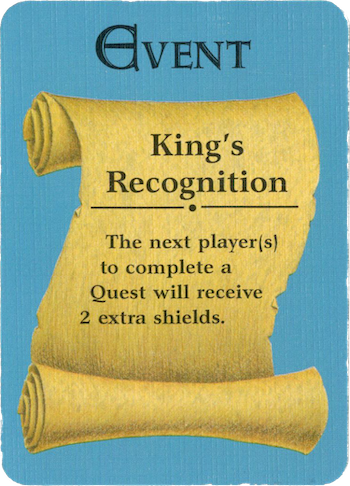 Event
King's
Recognition
The next player(s)
to complete a
Quest will receive
2 extra shields.